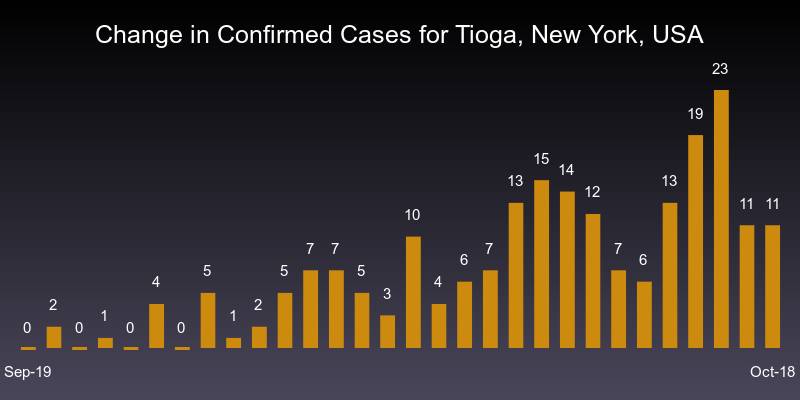 Change in Confirmed Cases for Tioga, New York, USA
0 2 0 1 0 4 0 5 1 2 5 7 7 5 3 10 4 6 7 13 15 14 12 7 6 13 19 23 11 11
Sep-19 Oct-18